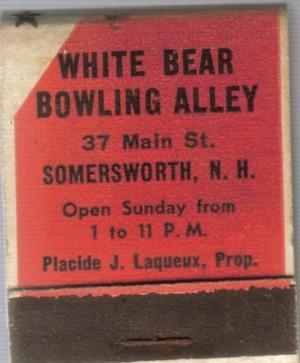 WHITE BEAR
BOWLING ALLEY
37 Main St.
SOMERSWORTH, N. H.
Open Sunday from
1 to 11 P. M.
Placide J. Laqueux, Prop.